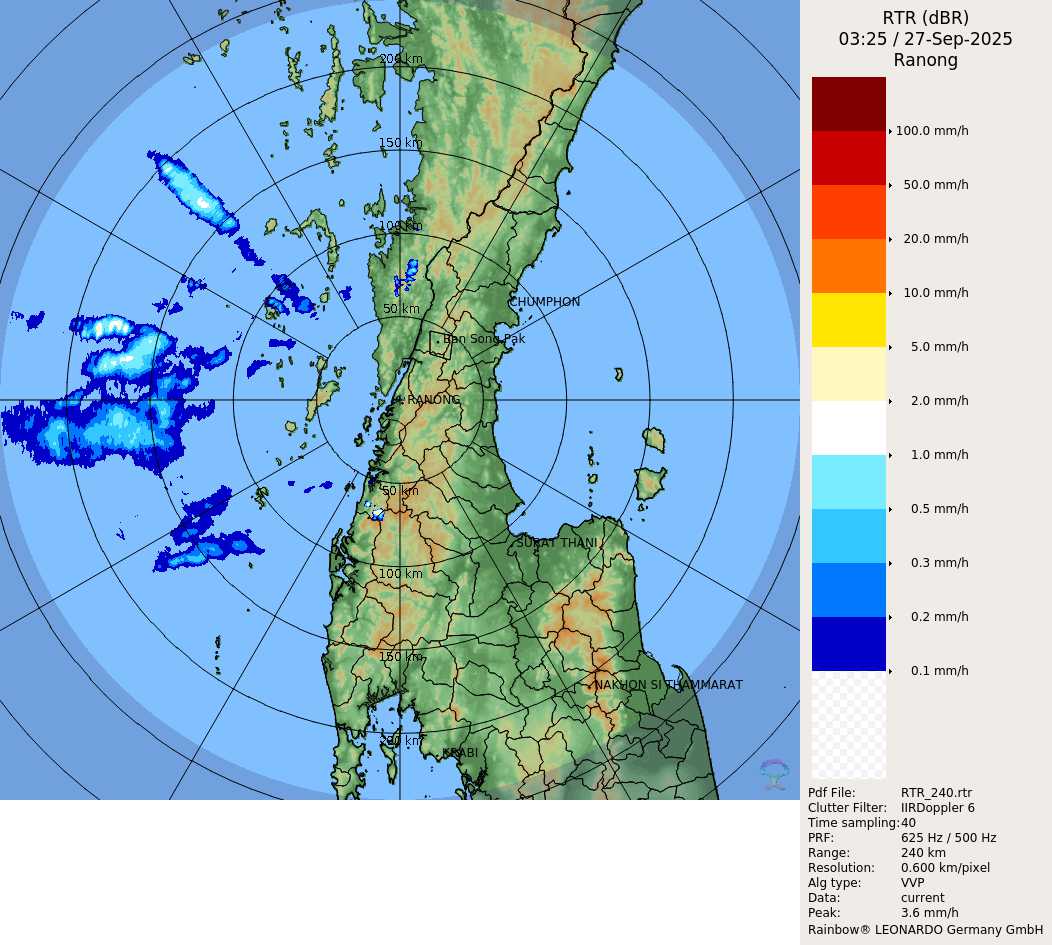 200 km
150 km
100 km
50 km
CHUMPHON
Ban Song Pak
RANONG
50 km
SURAT THANI
100 km
150 km
NAKHON SI THAMMARAT
200 km
KRABI
RTR (dBR)
03:25 / 27-Sep-2025
Ranong
100.0 mm/h
50.0 mm/h
20.0 mm/h
10.0 mm/h
5.0 mm/h
2.0 mm/h
1.0 mm/h
0.5 mm/h
0.3 mm/h
0.2 mm/h
0.1 mm/h
Pdf File: RTR_240.rtr
Clutter Filter: IIRDoppler 6
Time sampling:40
PRF: 625 Hz / 500 Hz
Range: 240 km
Resolution: 0.600 km/pixel
Alg type: VVP
Data: current
Peak: 3.6 mm/h
Rainbow® LEONARDO Germany GmbH